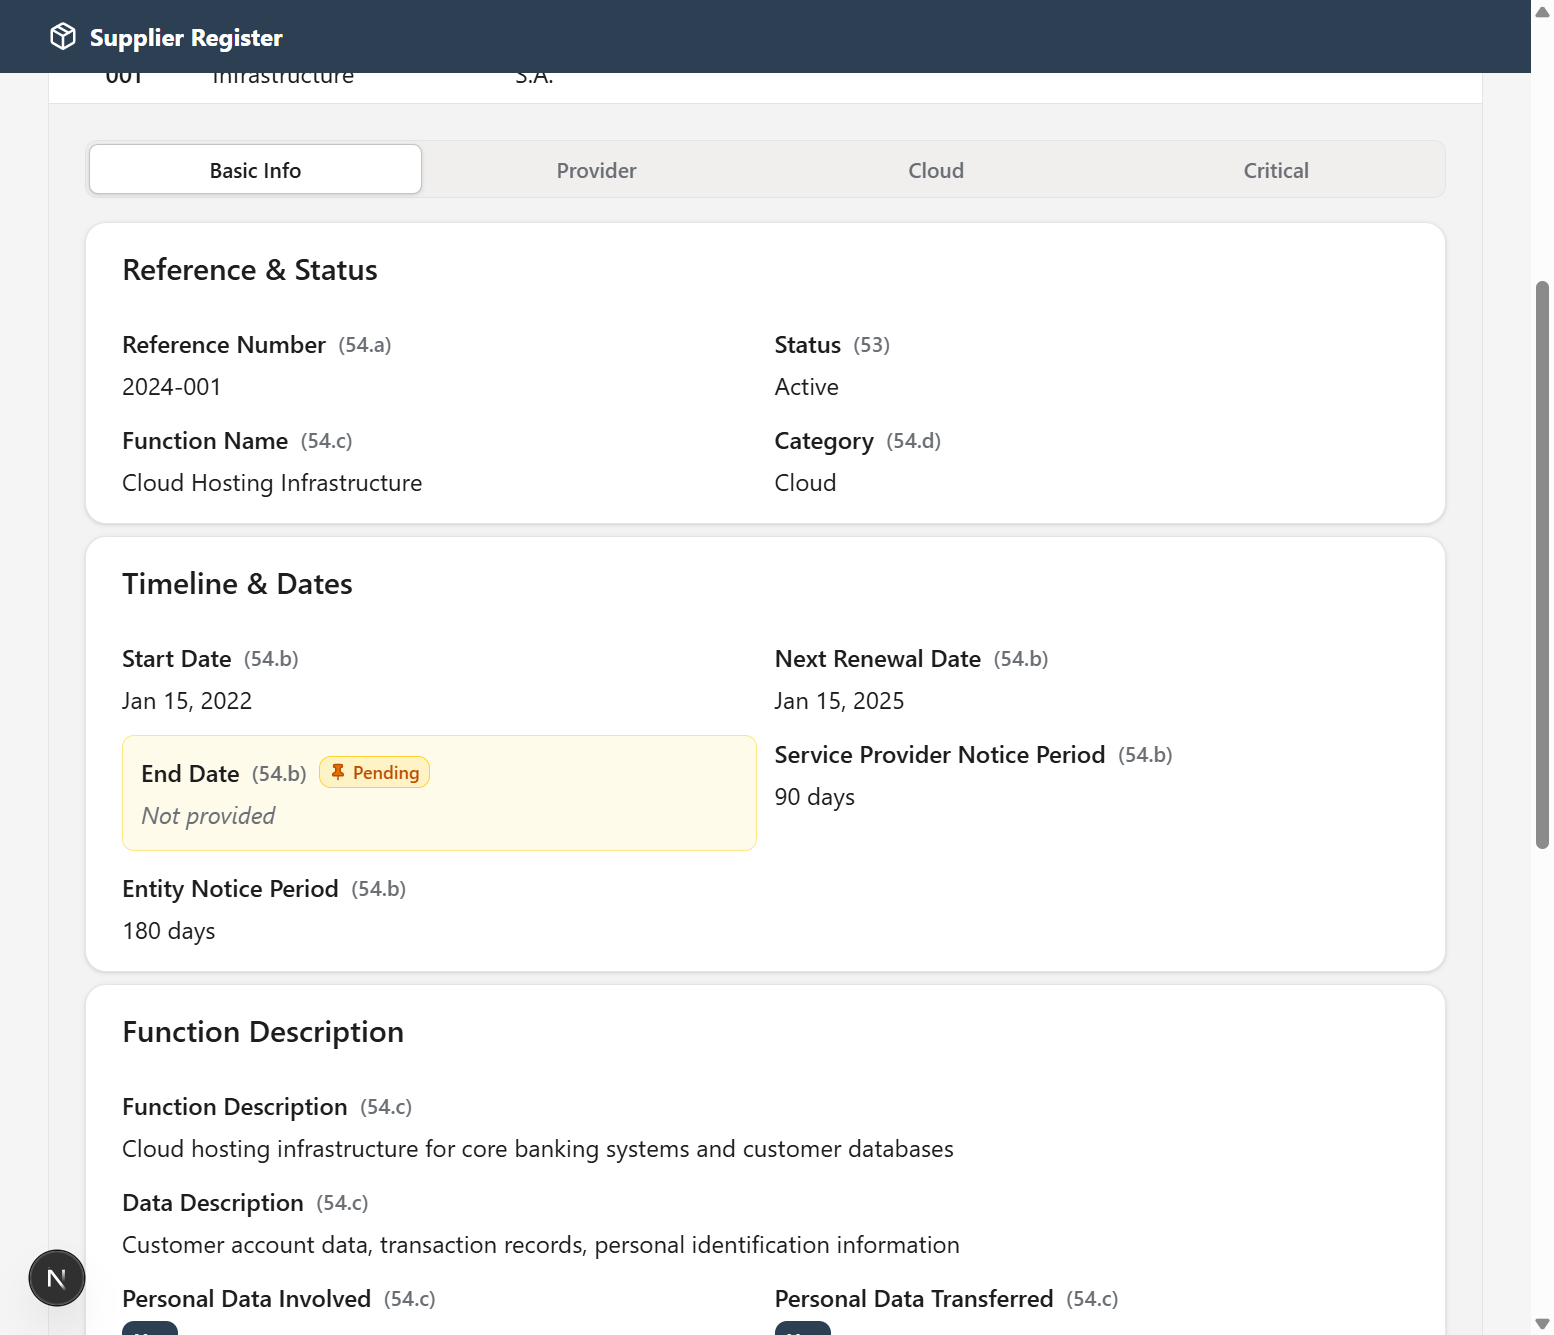 Supplier Register
001 Infrastructure S.A.
Basic Info Provider Cloud Critical
Reference & Status
Reference Number (54.a)
2024-001
Status (53)
Active
Function Name (54.c)
Cloud Hosting Infrastructure
Category (54.d)
Cloud
Timeline & Dates
Start Date (54.b)
Jan 15, 2022
Next Renewal Date (54.b)
Jan 15, 2025
End Date (54.b) Pending
Not provided
Service Provider Notice Period (54.b)
90 days
Entity Notice Period (54.b)
180 days
Function Description
Function Description (54.c)
Cloud hosting infrastructure for core banking systems and customer databases
Data Description (54.c)
Customer account data, transaction records, personal identification information
Personal Data Involved (54.c)
Personal Data Transferred (54.c)
N